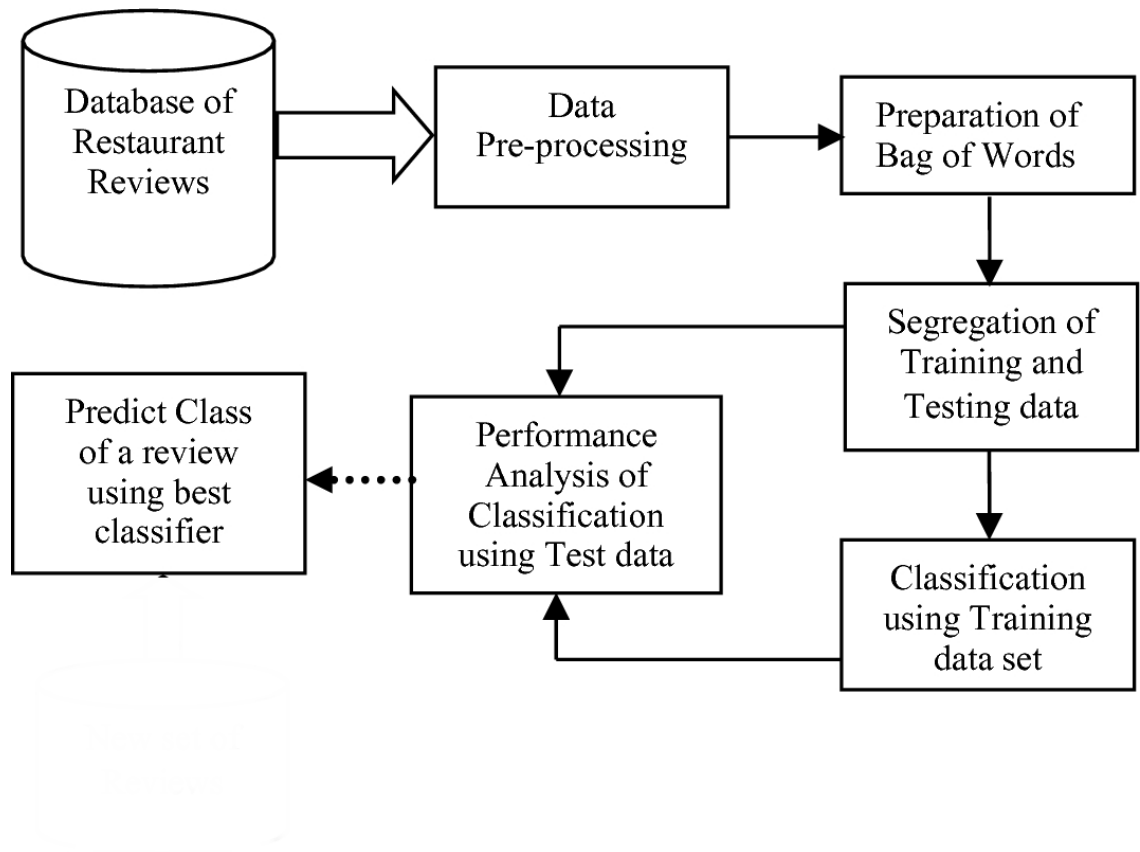 Database of
Restaurant
Reviews
Data
Pre-processing
Preparation of
Bag of Words
Segregation of
Training and
Testing data
Predict Class
of a review
using best
classifier
Performance
Analysis of
Classification
using Test data
Classification
using Training
data set